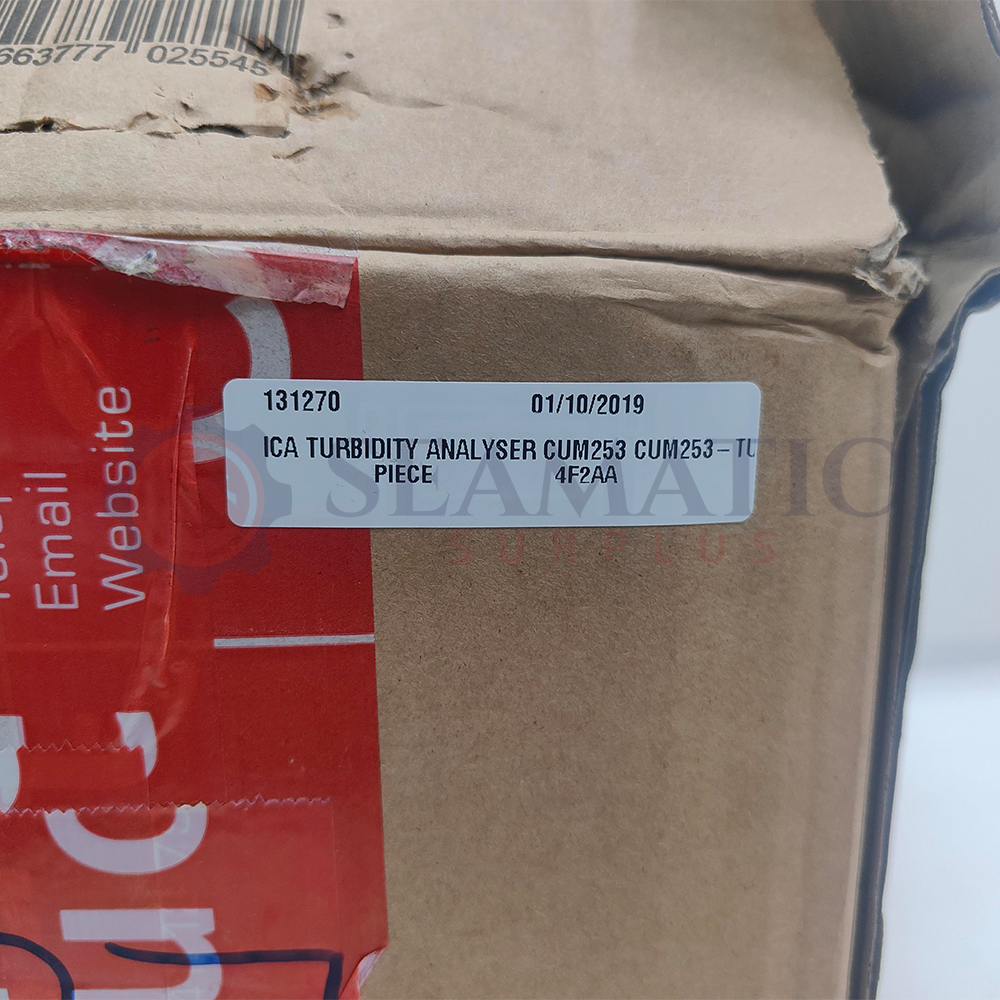 663777 025545
131270 01/10/2019
ICA TURBIDITY ANALYSER CUM253 CUM253-TU
PIECE 4F2AA
SEAMATIC
SURPLUS
Email
Website